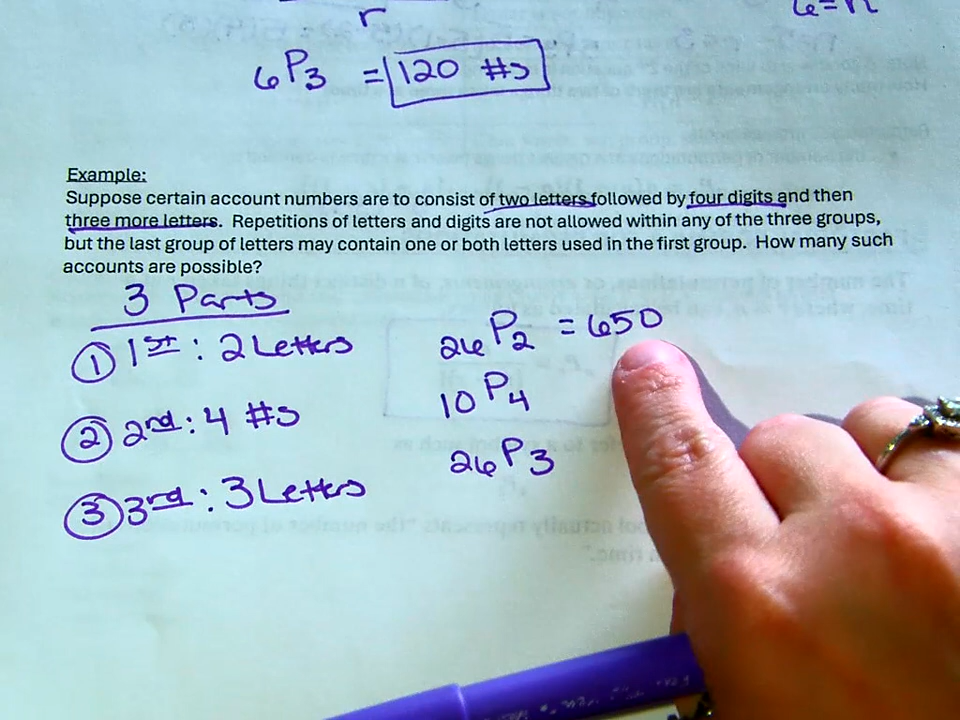 r
6P3 = 120 #s
Example:
Suppose certain account numbers are to consist of two letters followed by four digits and then
three more letters. Repetitions of letters and digits are not allowed within any of the three groups,
but the last group of letters may contain one or both letters used in the first group. How many such
accounts are possible?
3 Parts
① 1st: 2 Letters 26P2 = 650
② 2nd: 4 #s 10P4
③ 3rd: 3 Letters 26P3